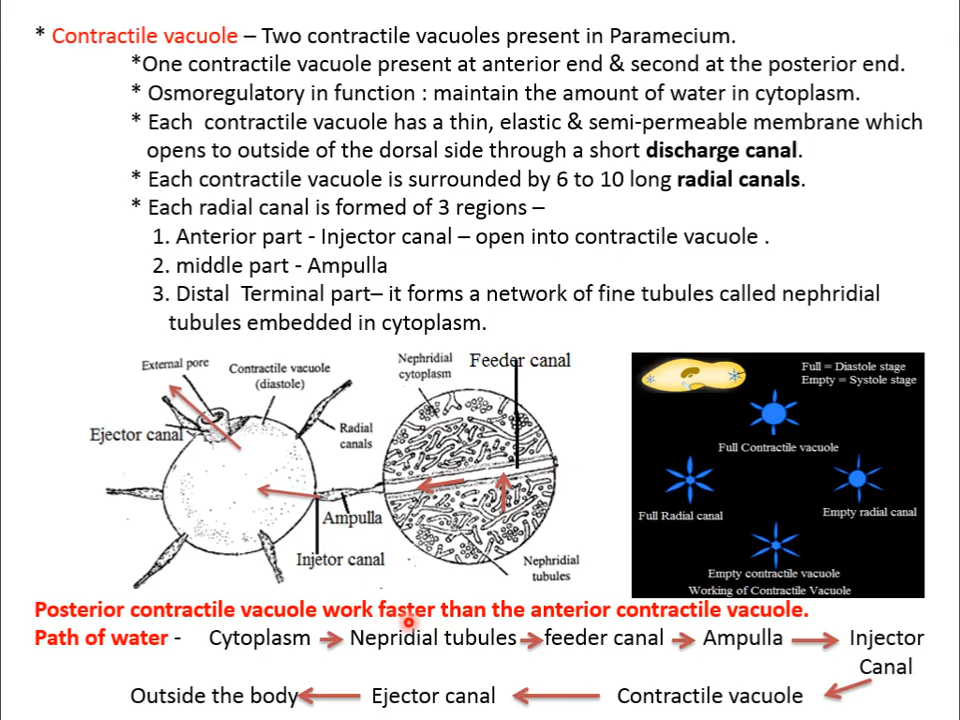 * Contractile vacuole – Two contractile vacuoles present in Paramecium.
*One contractile vacuole present at anterior end & second at the posterior end.
* Osmoregulatory in function : maintain the amount of water in cytoplasm.
* Each contractile vacuole has a thin, elastic & semi-permeable membrane which
opens to outside of the dorsal side through a short discharge canal.
* Each contractile vacuole is surrounded by 6 to 10 long radial canals.
* Each radial canal is formed of 3 regions –
1. Anterior part - Injector canal – open into contractile vacuole .
2. middle part - Ampulla
3. Distal Terminal part– it forms a network of fine tubules called nephridial
tubules embedded in cytoplasm.
External pore
Contractile vacuole
(diastole)
Nephridial
cytoplasm
Feeder canal
Ejector canal
Radial
canals
Ampulla
Injetor canal
Nephridial
tubules
Full = Diastole stage
Empty = Systole stage
Full Contractile vacuole
Full Radial canal
Empty radial canal
Empty contractile vacuole
Working of Contractile Vacuole
Posterior contractile vacuole work faster than the anterior contractile vacuole.
Path of water - Cytoplasm → Nepridial tubules → feeder canal → Ampulla → Injector
Canal
Outside the body ← Ejector canal ← Contractile vacuole